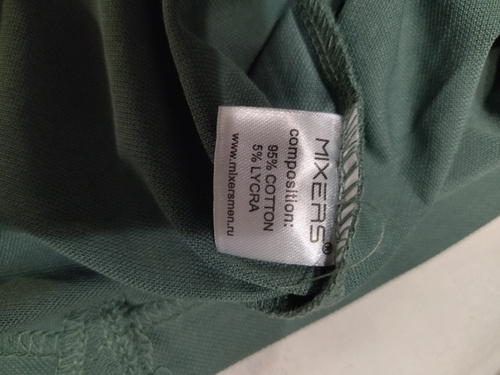 MIXERS®
composition:
95% COTTON
5% LYCRA
www.mixersmen.ru